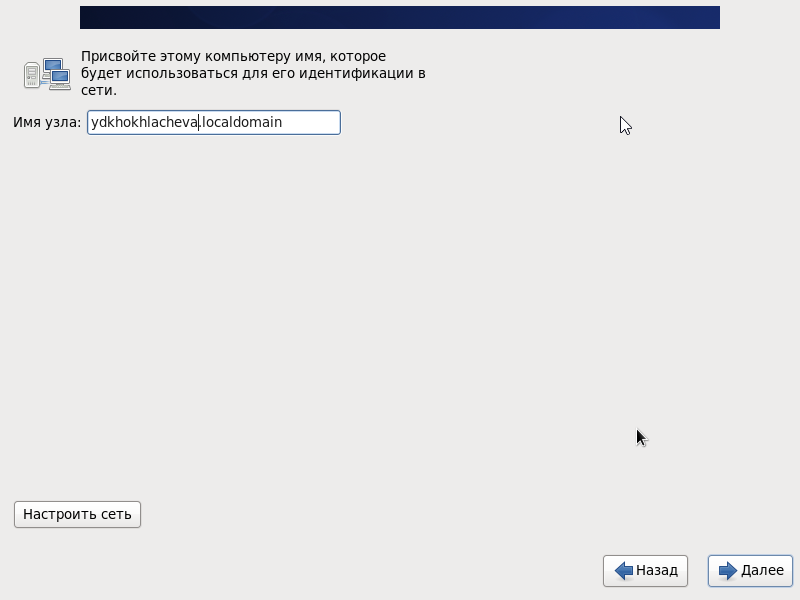 Присвойте этому компьютеру имя, которое
будет использоваться для его идентификации в
сети.
Имя узла: ydkhokhlacheva.localdomain
Настроить сеть
Назад
Далее